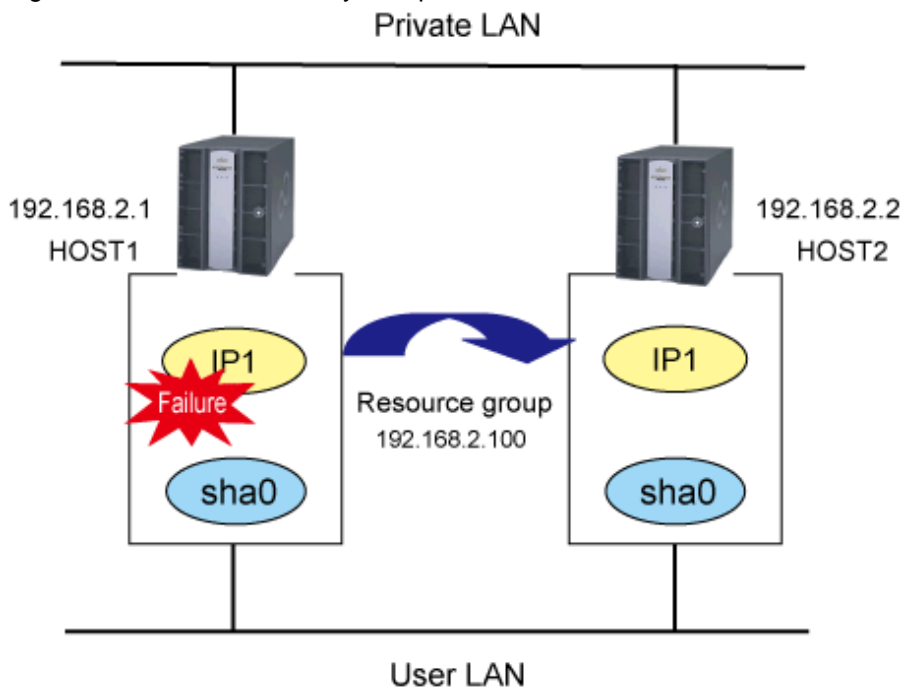 Private LAN
192.168.2.1
HOST1
192.168.2.2
HOST2
IP1
Failure
sha0
Resource group
192.168.2.100
IP1
sha0
User LAN